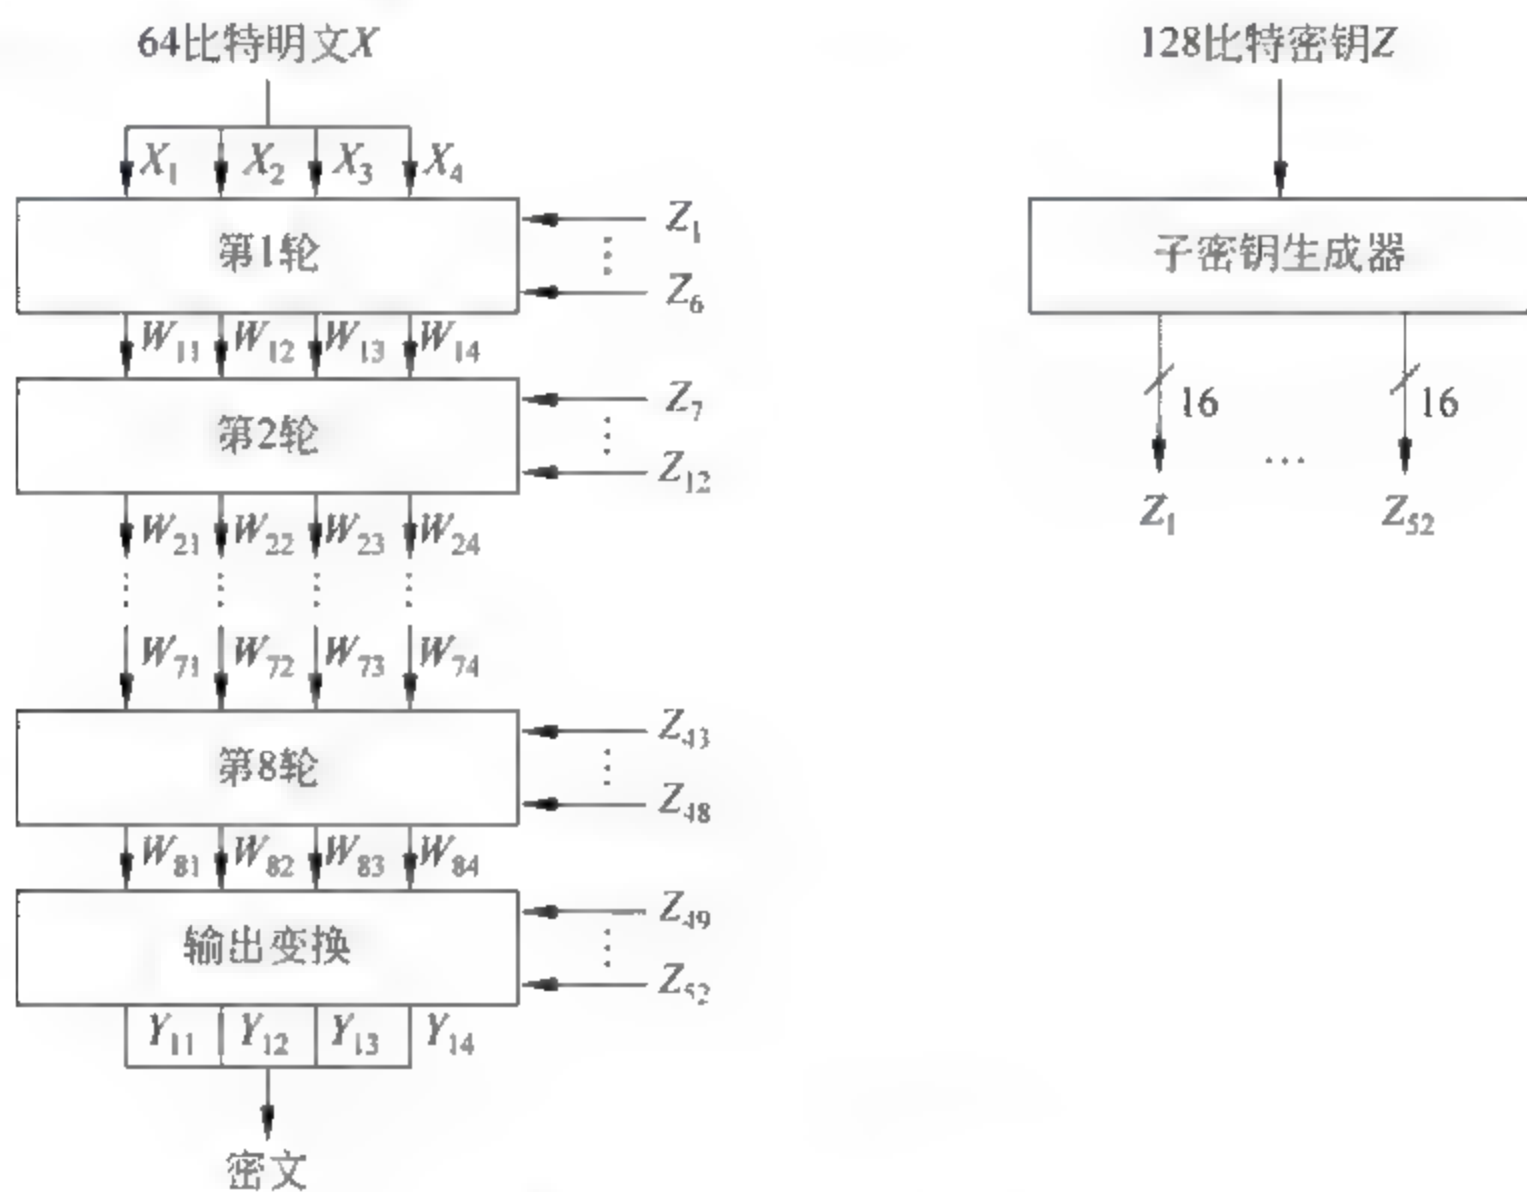 64比特明文X
X1 X2 X3 X4
第1轮
Z1
⋮
Z6
W11 W12 W13 W14
第2轮
Z7
⋮
Z12
W21 W22 W23 W24
⋮ ⋮ ⋮ ⋮
W71 W72 W73 W74
第8轮
Z43
⋮
Z48
W81 W82 W83 W84
输出变换
Z49
⋮
Z52
Y11 Y12 Y13 Y14
密文
128比特密钥Z
子密钥生成器
16 16
…
Z1 Z52